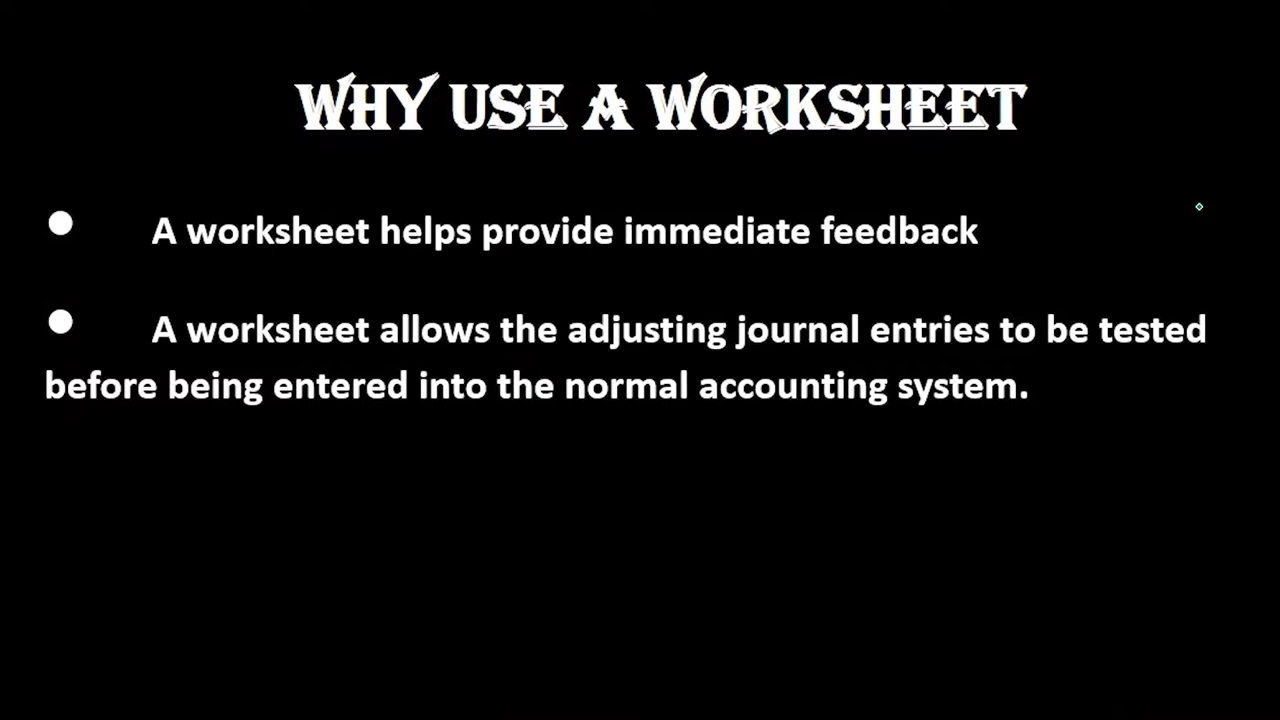 WHY USE A WORKSHEET
• A worksheet helps provide immediate feedback
• A worksheet allows the adjusting journal entries to be tested
before being entered into the normal accounting system.